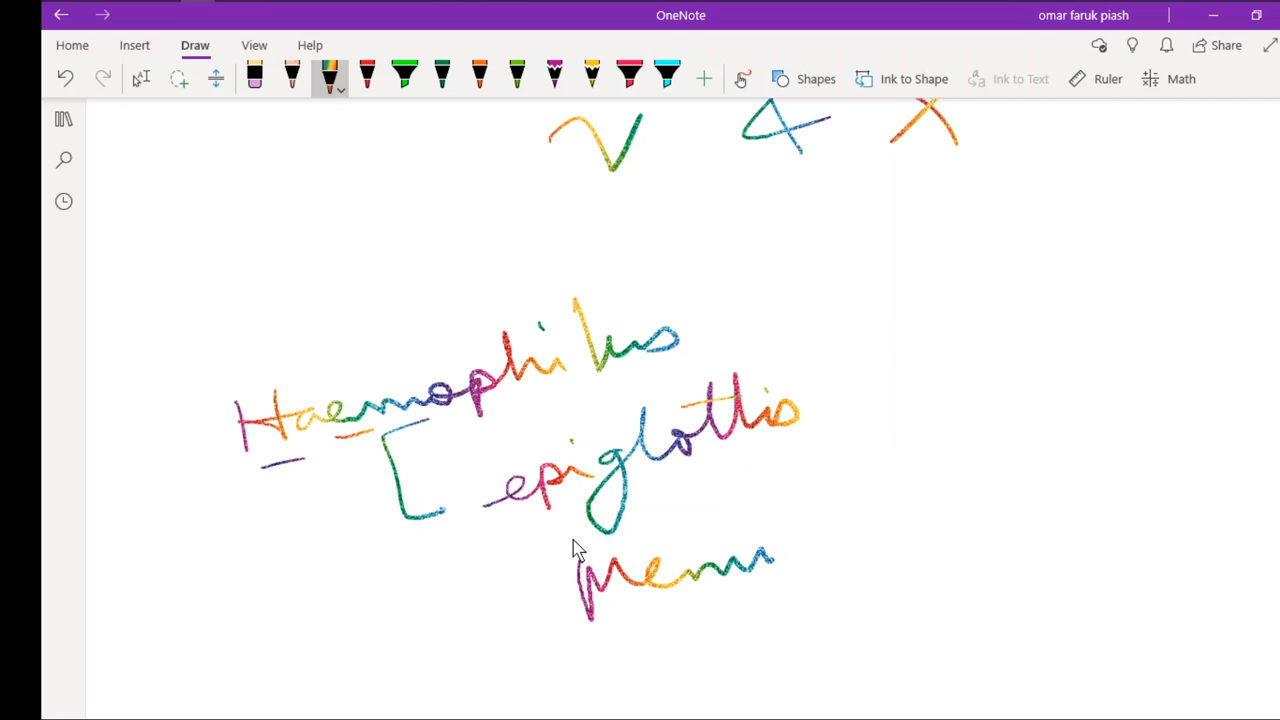 OneNote
omar faruk piash
Home Insert Draw View Help
Share
Shapes Ink to Shape Ink to Text Ruler Math
V 4 X
Haemophilus
epiglottis